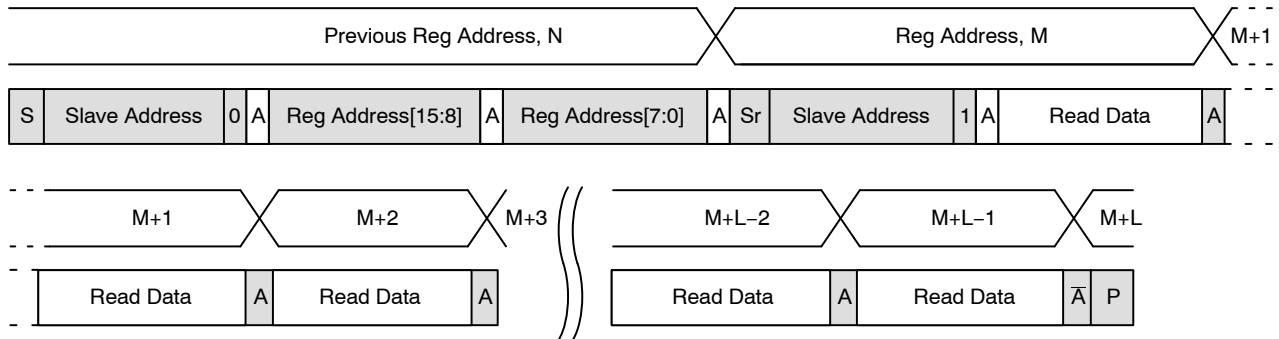 Previous Reg Address, N Reg Address, M M+1
S Slave Address 0 A Reg Address[15:8] A Reg Address[7:0] A Sr Slave Address 1 A Read Data A
M+1 M+2 M+3 M+L−2 M+L−1 M+L
Read Data A Read Data A Read Data A Read Data A̅ P